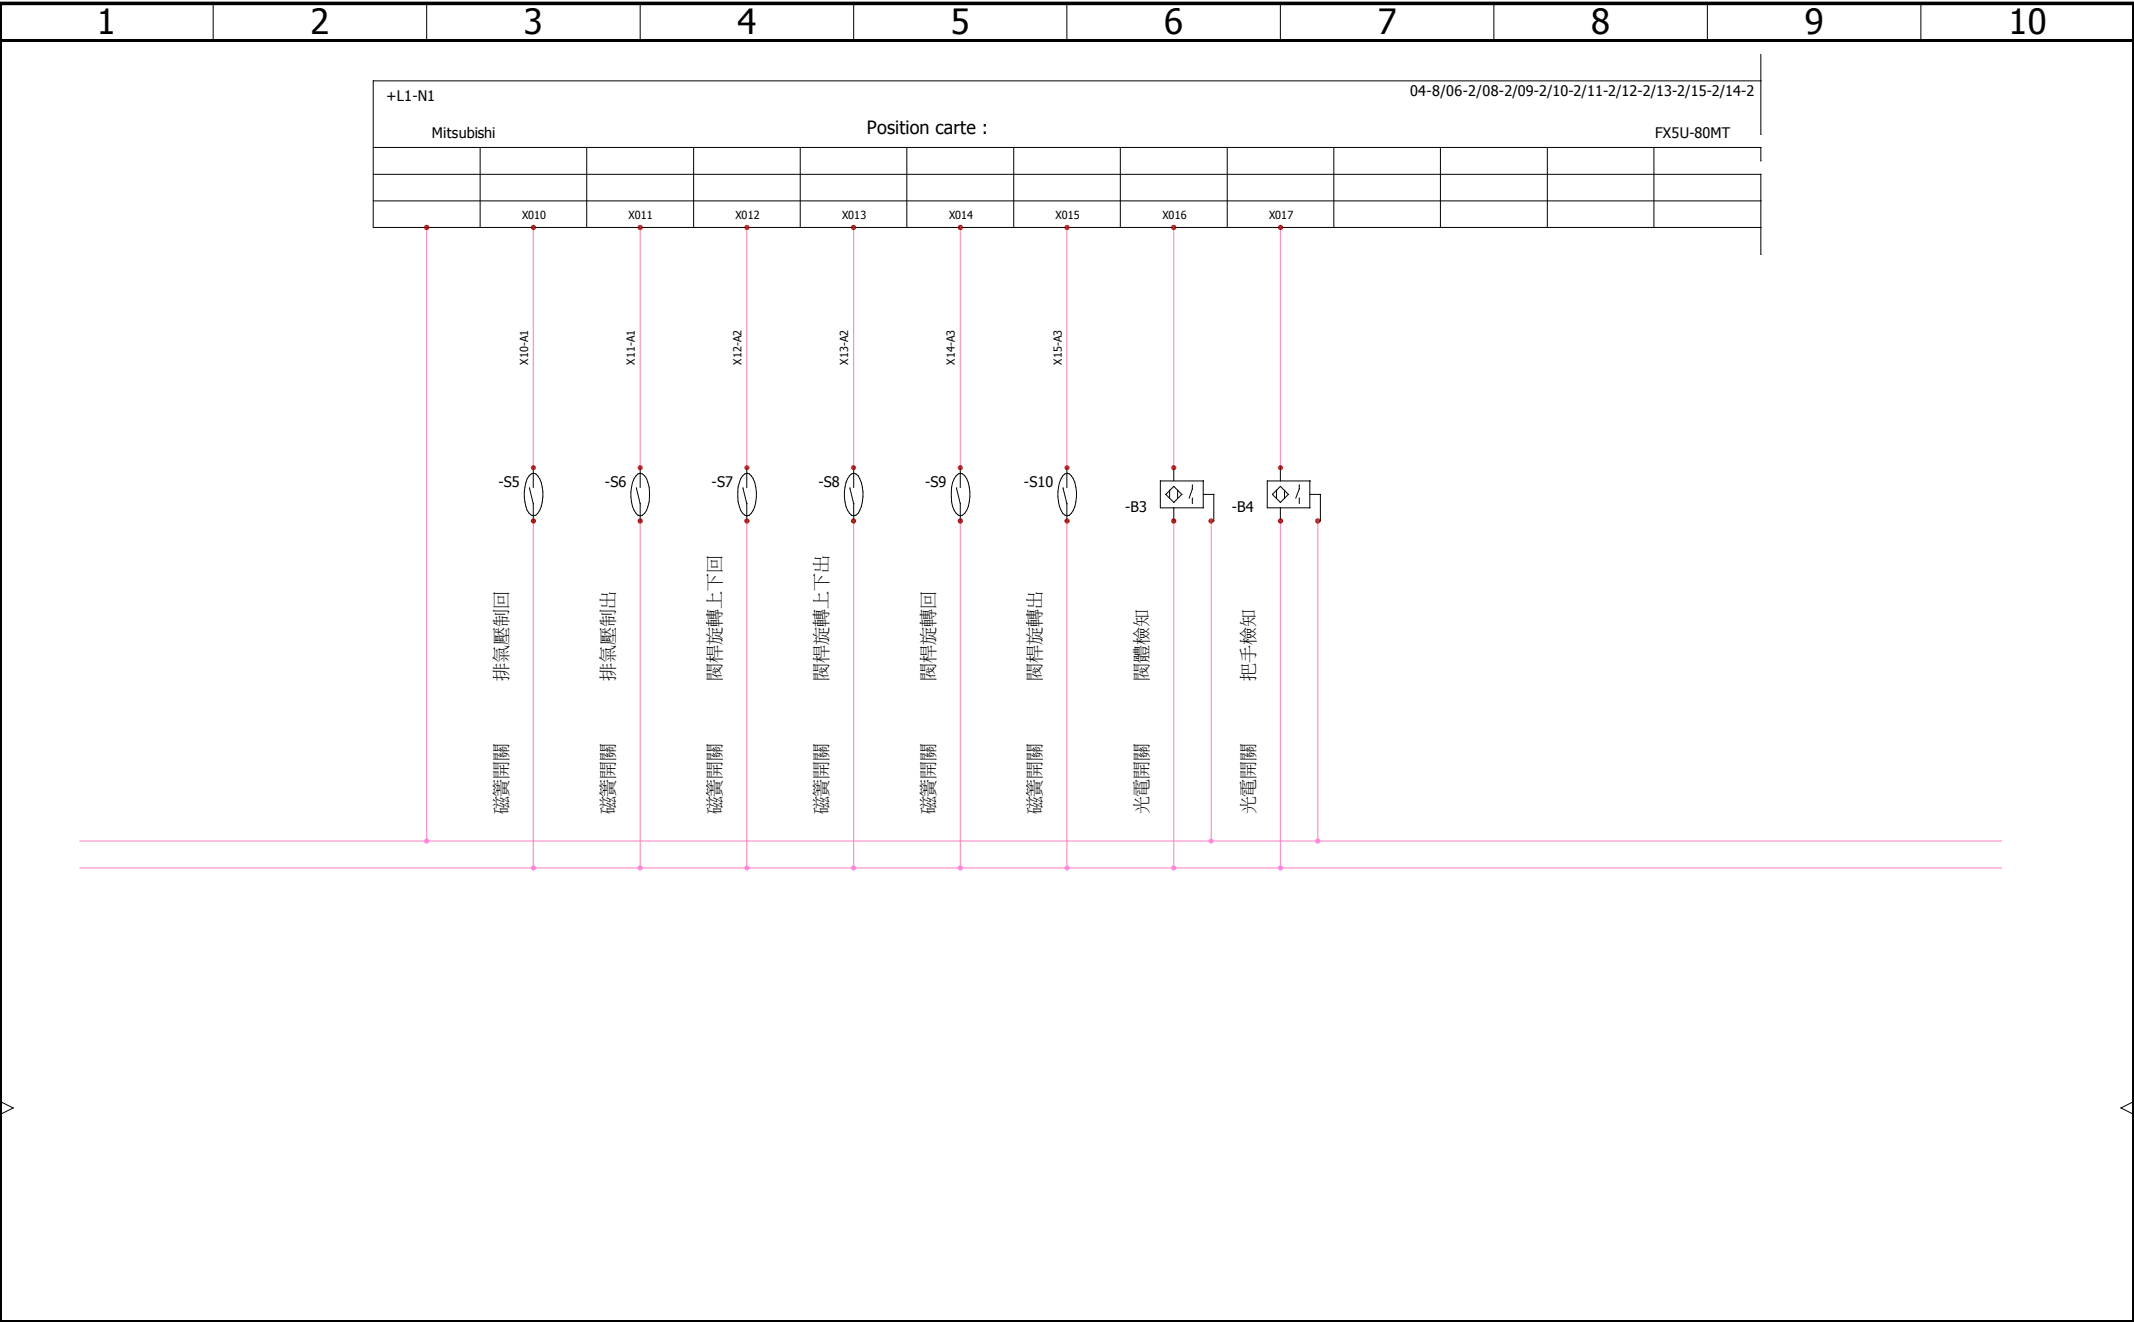 1 2 3 4 5 6 7 8 9 10
+L1-N1 04-8/06-2/08-2/09-2/10-2/11-2/12-2/13-2/15-2/14-2
Mitsubishi Position carte : FX5U-80MT
X010 X011 X012 X013 X014 X015 X016 X017
X10-A1 X11-A1 X12-A2 X13-A2 X14-A3 X15-A3
-S5 -S6 -S7 -S8 -S9 -S10 -B3 -B4
磁簧開關 排氣壓制回
磁簧開關 排氣壓制出
磁簧開關 閥桿旋轉上下回
磁簧開關 閥桿旋轉上下出
磁簧開關 閥桿旋轉回
磁簧開關 閥桿旋轉出
光電開關 閥體檢知
光電開關 把手檢知